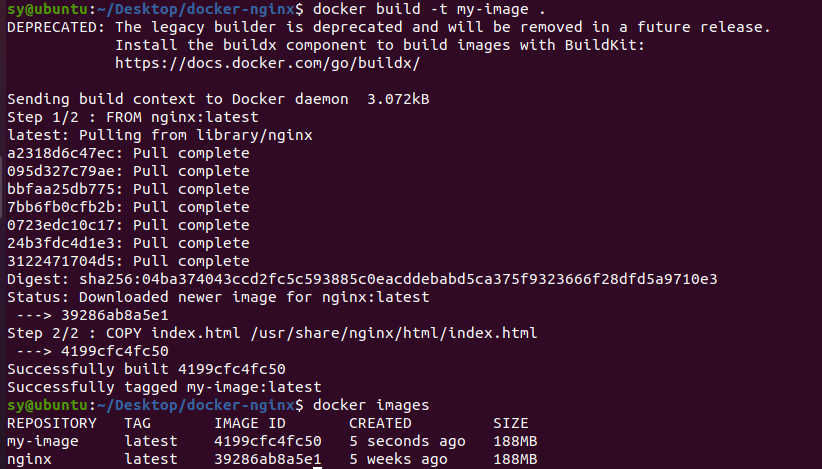 sy@ubuntu:~/Desktop/docker-nginx$ docker build -t my-image .
DEPRECATED: The legacy builder is deprecated and will be removed in a future release.
            Install the buildx component to build images with BuildKit:
            https://docs.docker.com/go/buildx/

Sending build context to Docker daemon  3.072kB
Step 1/2 : FROM nginx:latest
latest: Pulling from library/nginx
a2318d6c47ec: Pull complete
095d327c79ae: Pull complete
bbfaa25db775: Pull complete
7bb6fb0cfb2b: Pull complete
0723edc10c17: Pull complete
24b3fdc4d1e3: Pull complete
3122471704d5: Pull complete
Digest: sha256:04ba374043ccd2fc5c593885c0eacddebabd5ca375f9323666f28dfd5a9710e3
Status: Downloaded newer image for nginx:latest
 ---> 39286ab8a5e1
Step 2/2 : COPY index.html /usr/share/nginx/html/index.html
 ---> 4199cfc4fc50
Successfully built 4199cfc4fc50
Successfully tagged my-image:latest
sy@ubuntu:~/Desktop/docker-nginx$ docker images
REPOSITORY   TAG       IMAGE ID       CREATED         SIZE
my-image     latest    4199cfc4fc50   5 seconds ago   188MB
nginx        latest    39286ab8a5e1   5 weeks ago     188MB